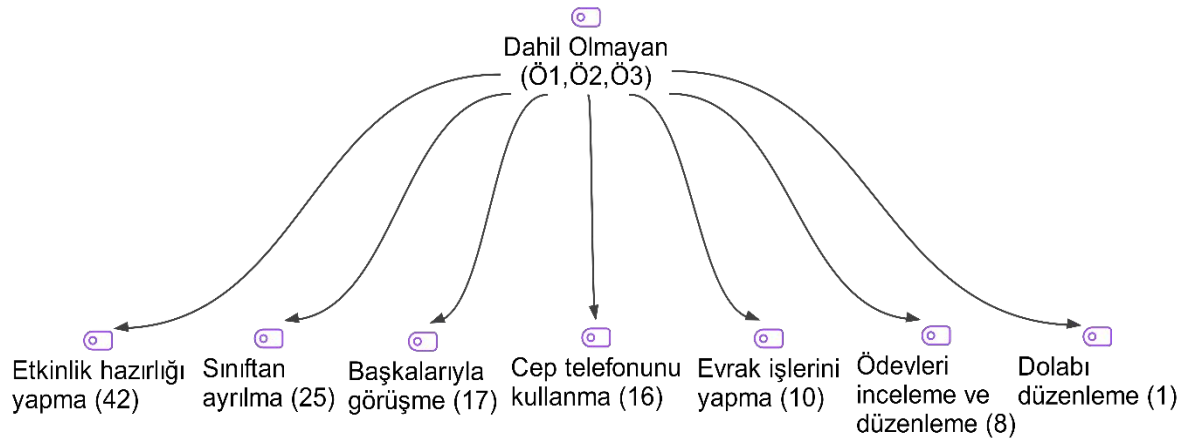 Dahil Olmayan
(Ö1,Ö2,Ö3)
Etkinlik hazırlığı
yapma (42)
Sınıftan
ayrılma (25)
Başkalarıyla
görüşme (17)
Cep telefonunu
kullanma (16)
Evrak işlerini
yapma (10)
Ödevleri
inceleme ve
düzenleme (8)
Dolabı
düzenleme (1)